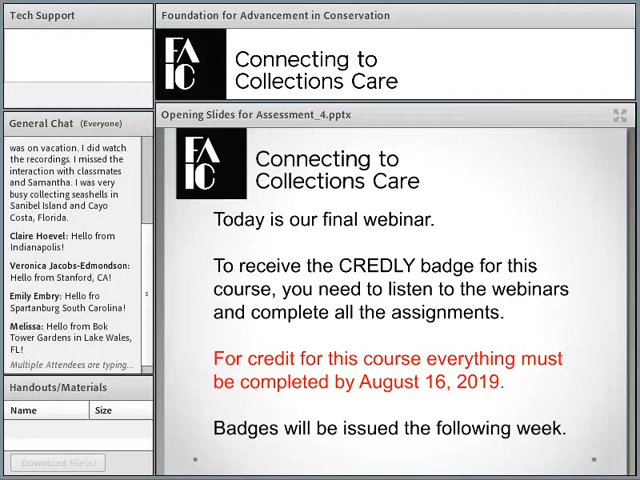 Tech Support
Foundation for Advancement in Conservation
FA
IC
Connecting to
Collections Care
General Chat (Everyone)
was on vacation. I did watch
the recordings. I missed the
interaction with classmates
and Samantha. I was very
busy collecting seashells in
Sanibel Island and Cayo
Costa, Florida.
Claire Hoevel: Hello from
Indianapolis!
Veronica Jacobs-Edmondson:
Hello from Stanford, CA!
Emily Embry: Hello fro
Spartanburg South Carolina!
Melissa: Hello from Bok
Tower Gardens in Lake Wales,
FL!
Multiple Attendees are typing...
Handouts/Materials
Name Size
Download File(s)
Opening Slides for Assessment_4.pptx
FA
IC
Connecting to
Collections Care
Today is our final webinar.
To receive the CREDLY badge for this
course, you need to listen to the webinars
and complete all the assignments.
For credit for this course everything must
be completed by August 16, 2019.
Badges will be issued the following week.